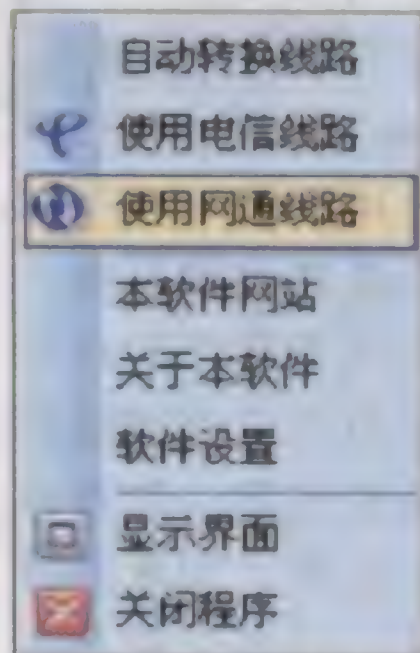 自动转换线路
使用电信线路
使用网通线路
本软件网站
关于本软件
软件设置
显示界面
关闭程序